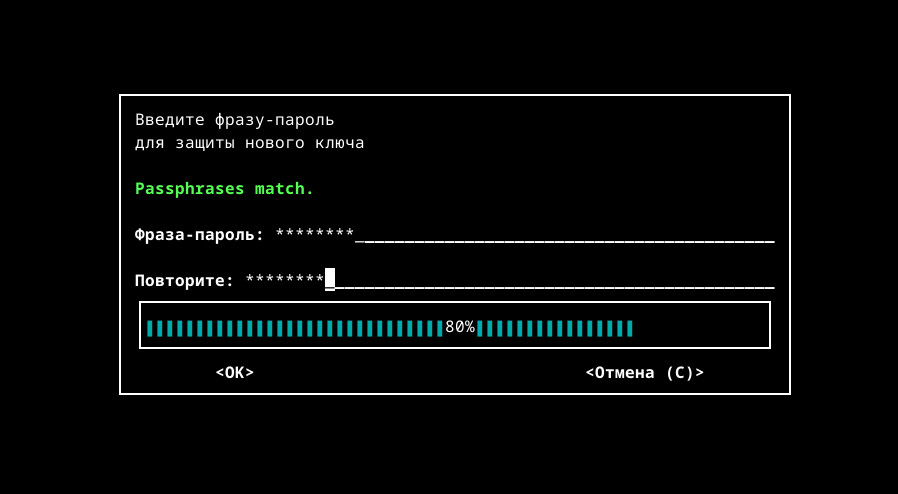 Введите фразу-пароль
для защиты нового ключа
Passphrases match.
Фраза-пароль: ********_
Повторите: ********
80%
<OK> <Отмена (C)>